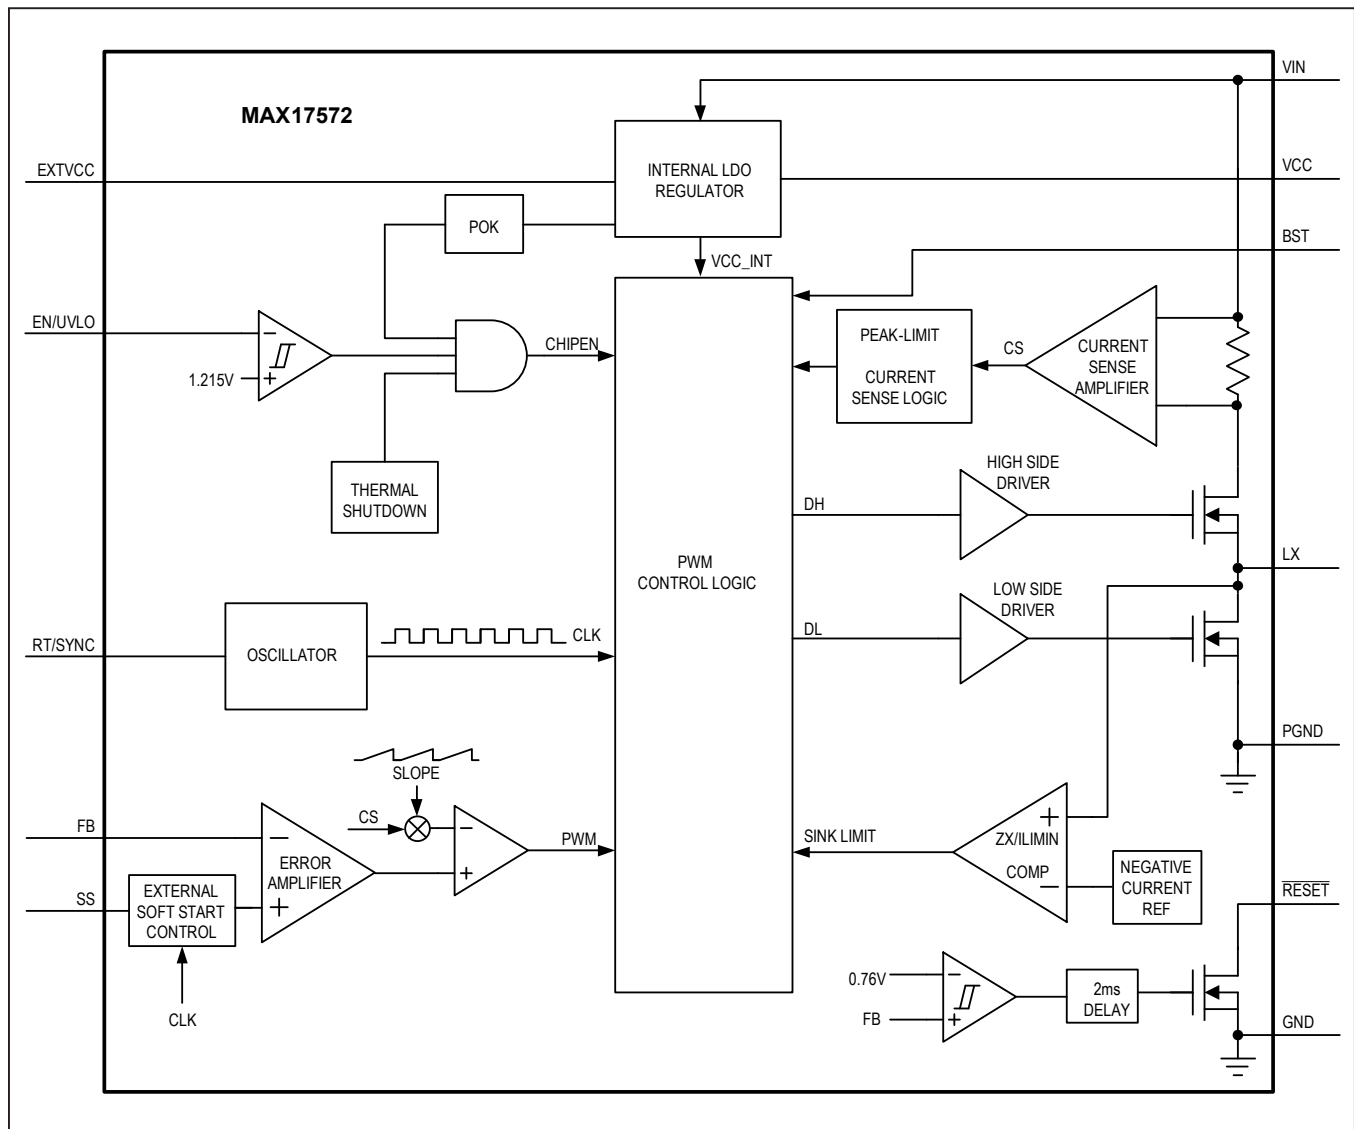 MAX17572
VIN
EXTVCC
INTERNAL LDO
REGULATOR
VCC
POK
BST
VCC_INT
EN/UVLO
−
1.215V
+
CHIPEN
PEAK-LIMIT
CURRENT
SENSE LOGIC
CS
CURRENT
SENSE
AMPLIFIER
THERMAL
SHUTDOWN
HIGH SIDE
DRIVER
DH
LX
PWM
CONTROL LOGIC
LOW SIDE
DRIVER
DL
RT/SYNC
OSCILLATOR
CLK
PGND
SLOPE
CS
FB
−
ERROR
AMPLIFIER
+
−
+
PWM
SS
EXTERNAL
SOFT START
CONTROL
CLK
SINK LIMIT
+
ZX/ILIMIN
COMP
−
NEGATIVE
CURRENT
REF
RESET
0.76V
−
FB
+
2ms
DELAY
GND